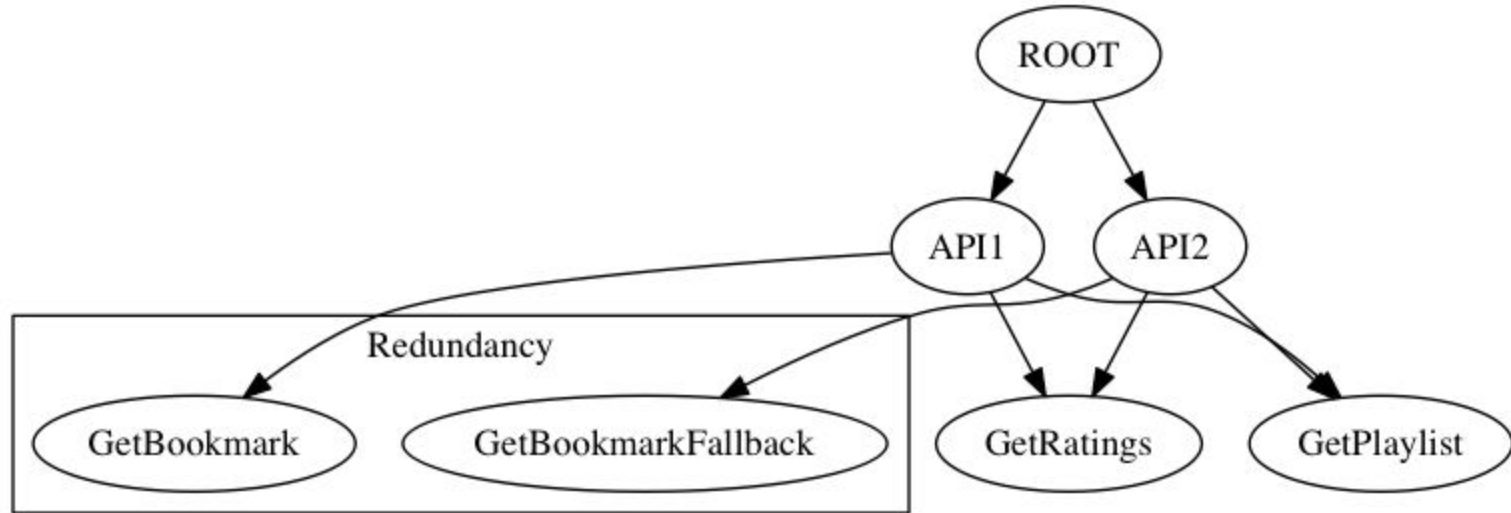 ROOT
API1
API2
Redundancy
GetBookmark
GetBookmarkFallback
GetRatings
GetPlaylist